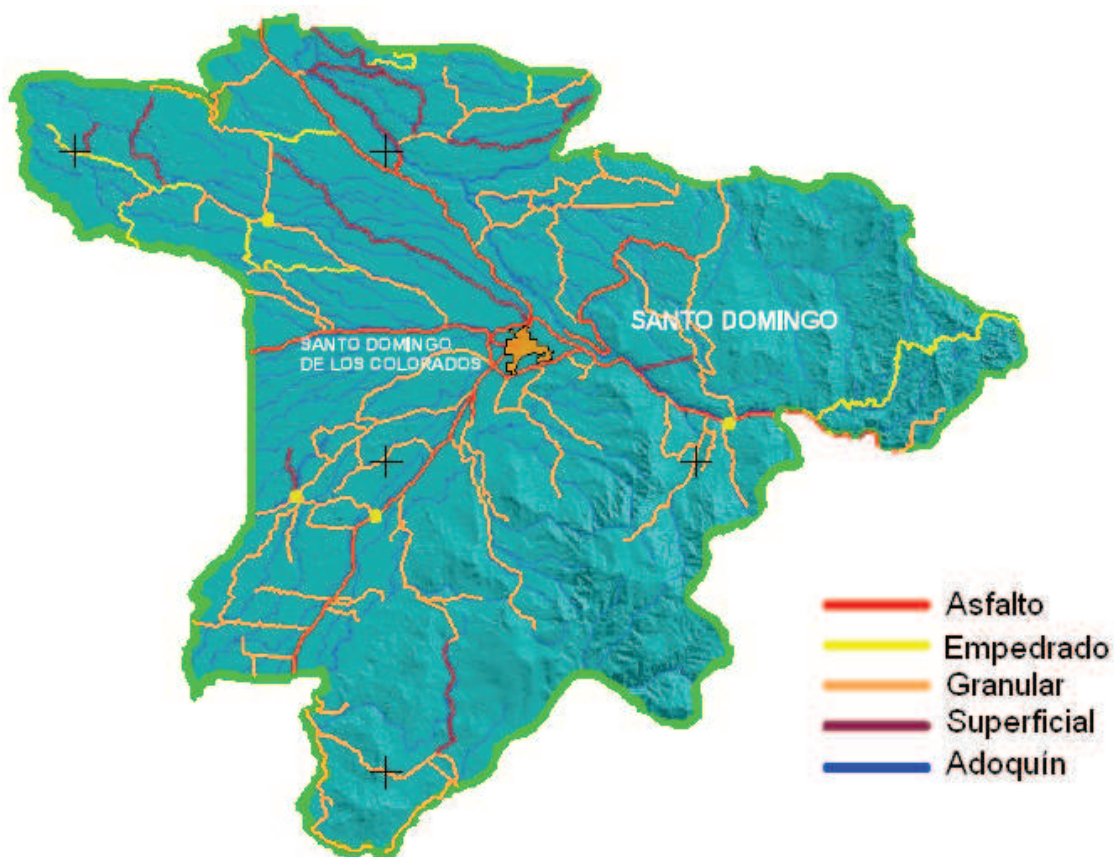 SANTO DOMINGO
SANTO DOMINGO
DE LOS COLORADOS
Asfalto
Empedrado
Granular
Superficial
Adoquín